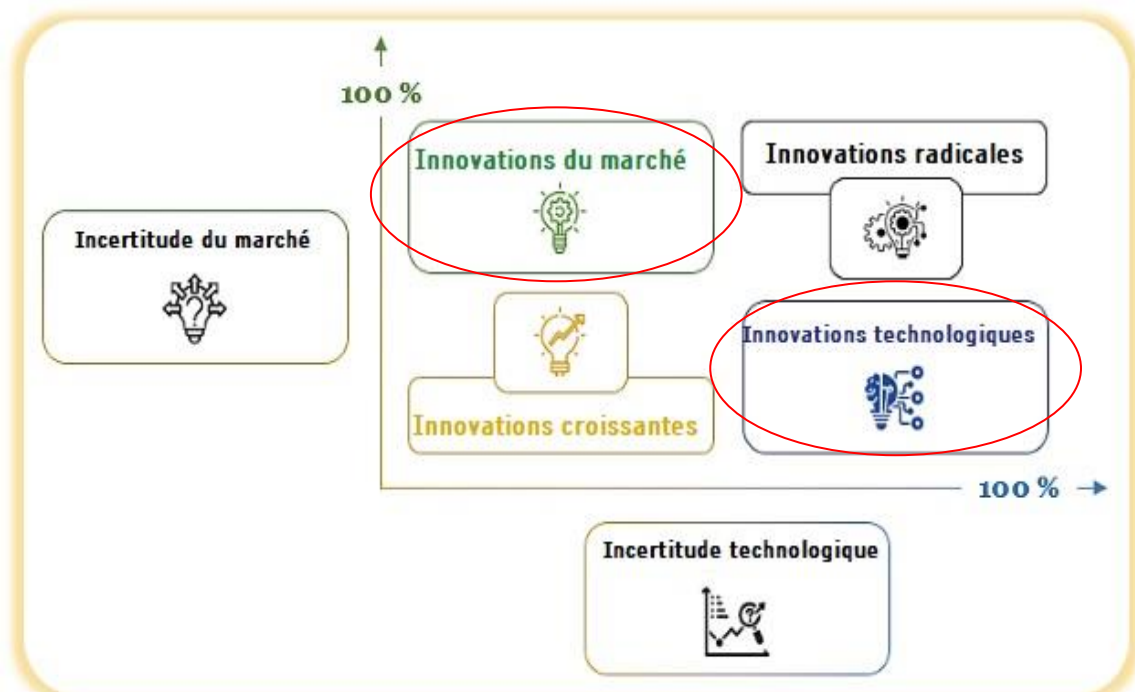 100 %
Innovations du marché
Innovations radicales
Incertitude du marché
Innovations technologiques
Innovations croissantes
100 %
Incertitude technologique